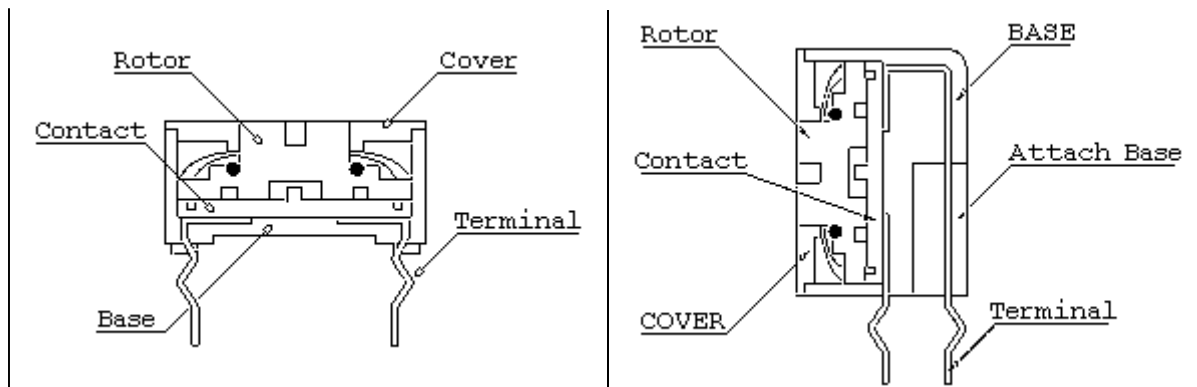 Rotor
Cover
Contact
Terminal
Base
Rotor
BASE
Contact
Attach Base
COVER
Terminal